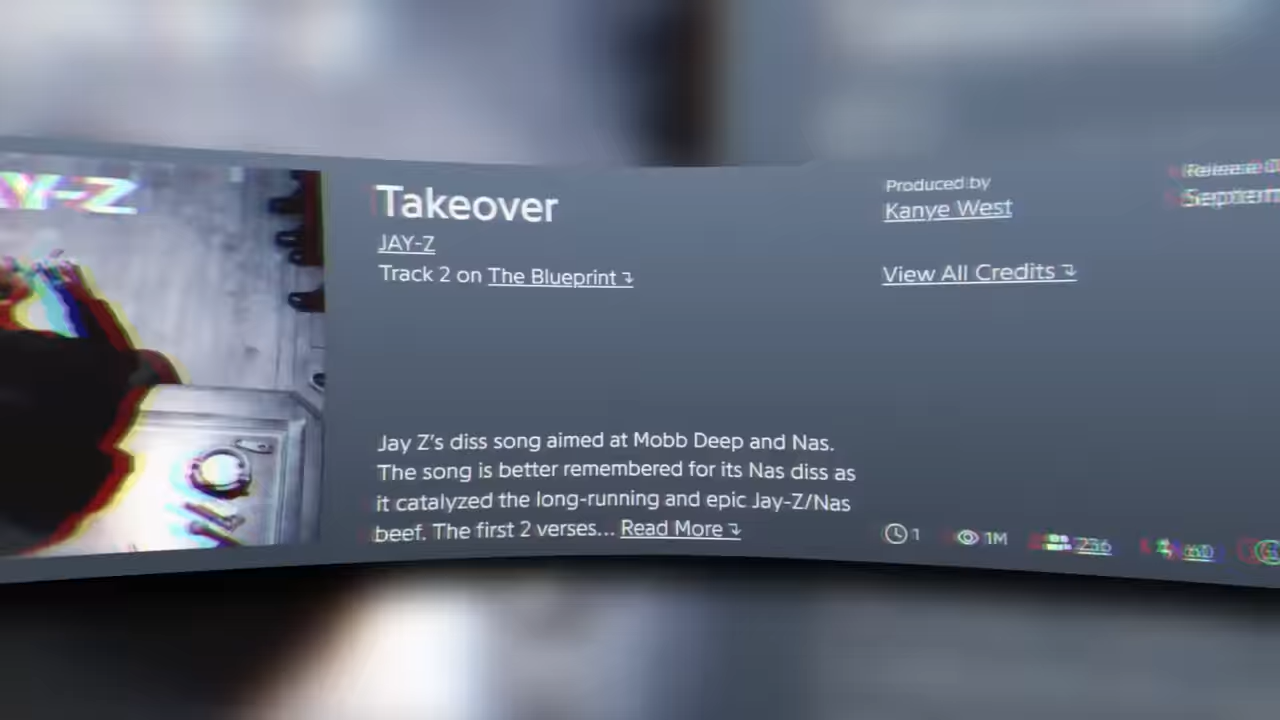 AY-Z
Takeover
JAY-Z
Track 2 on The Blueprint
Produced by
Kanye West
View All Credits
Jay Z's diss song aimed at Mobb Deep and Nas.
The song is better remembered for its Nas diss as
it catalyzed the long-running and epic Jay-Z/Nas
beef. The first 2 verses... Read More
1
1M